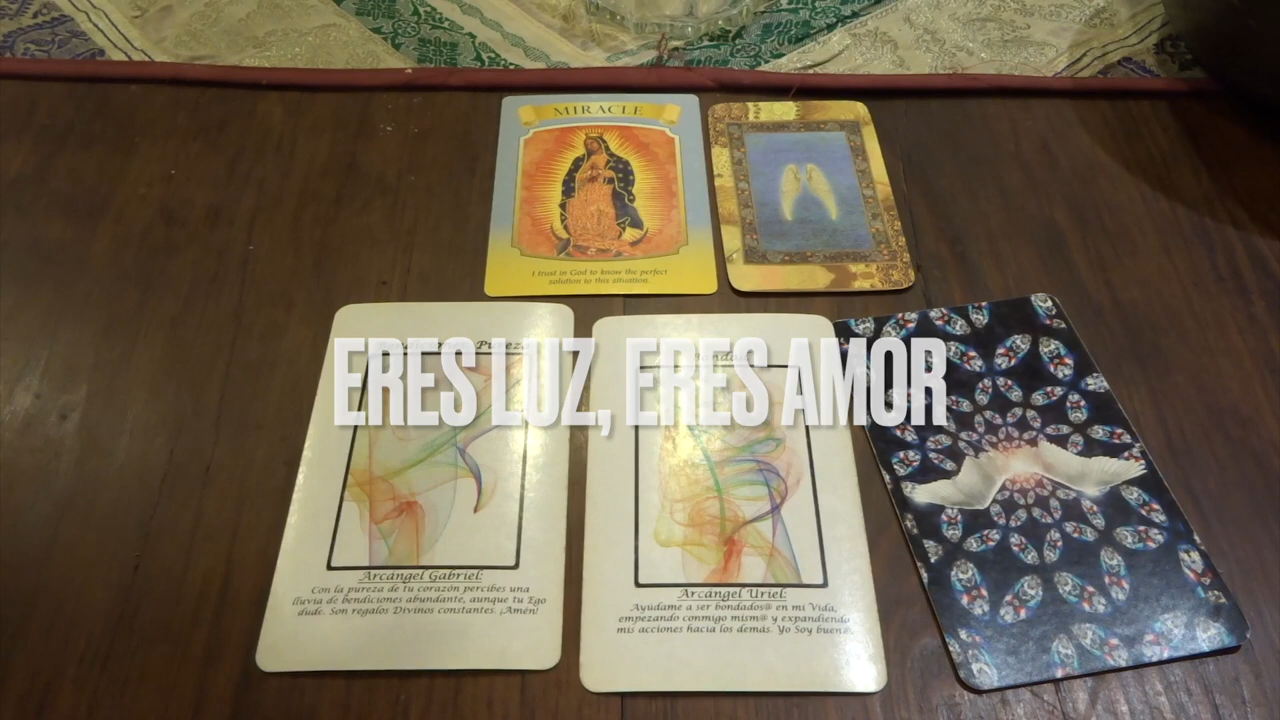 MIRACLE
I trust in God to know the perfect
solution to this situation.
Pureza
Bondad
ERES LUZ, ERES AMOR
Arcángel Gabriel:
Con la pureza de tu corazón percibes una
lluvia de bendiciones abundante, aunque tu Ego
dude. Son regalos Divinos constantes. ¡Amén!
Arcángel Uriel:
Ayúdame a ser bondados@ en mi Vida,
empezando conmigo mism@ y expandiendo
mis acciones hacia los demás. Yo Soy buen@.